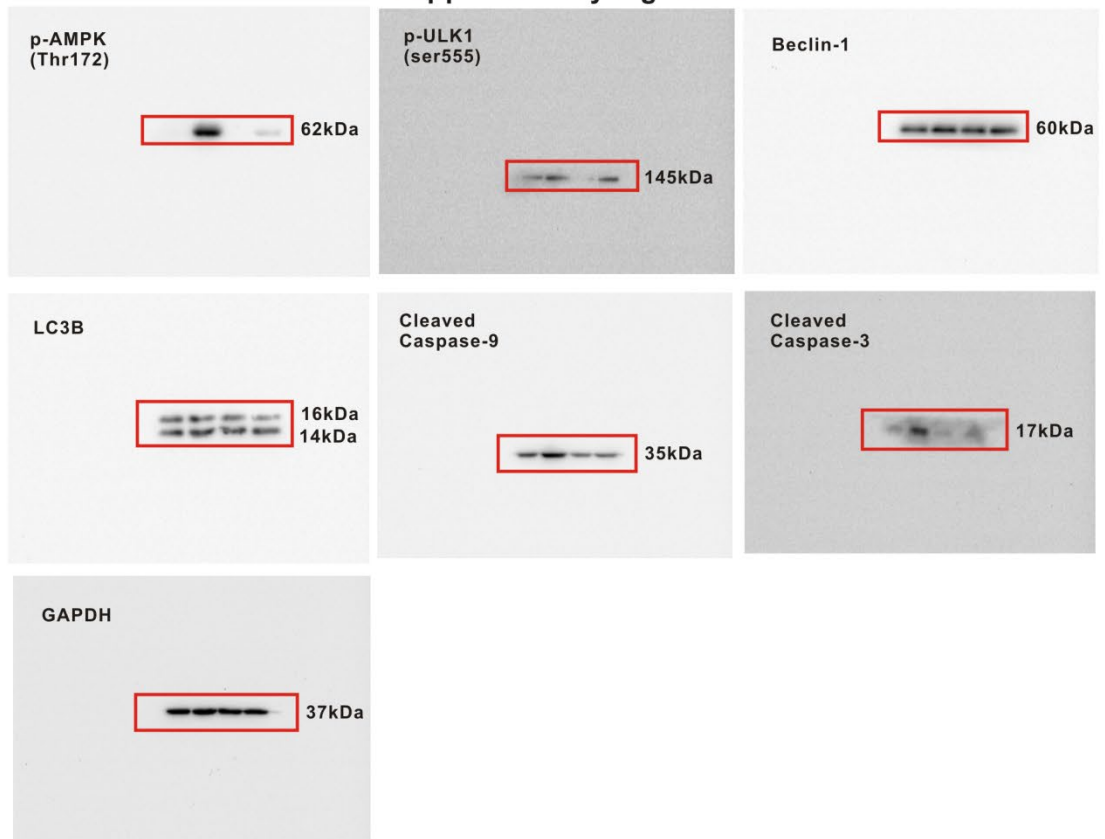 p-AMPK
(Thr172)
62kDa
p-ULK1
(ser555)
145kDa
Beclin-1
60kDa
LC3B
16kDa
14kDa
Cleaved
Caspase-9
35kDa
Cleaved
Caspase-3
17kDa
GAPDH
37kDa